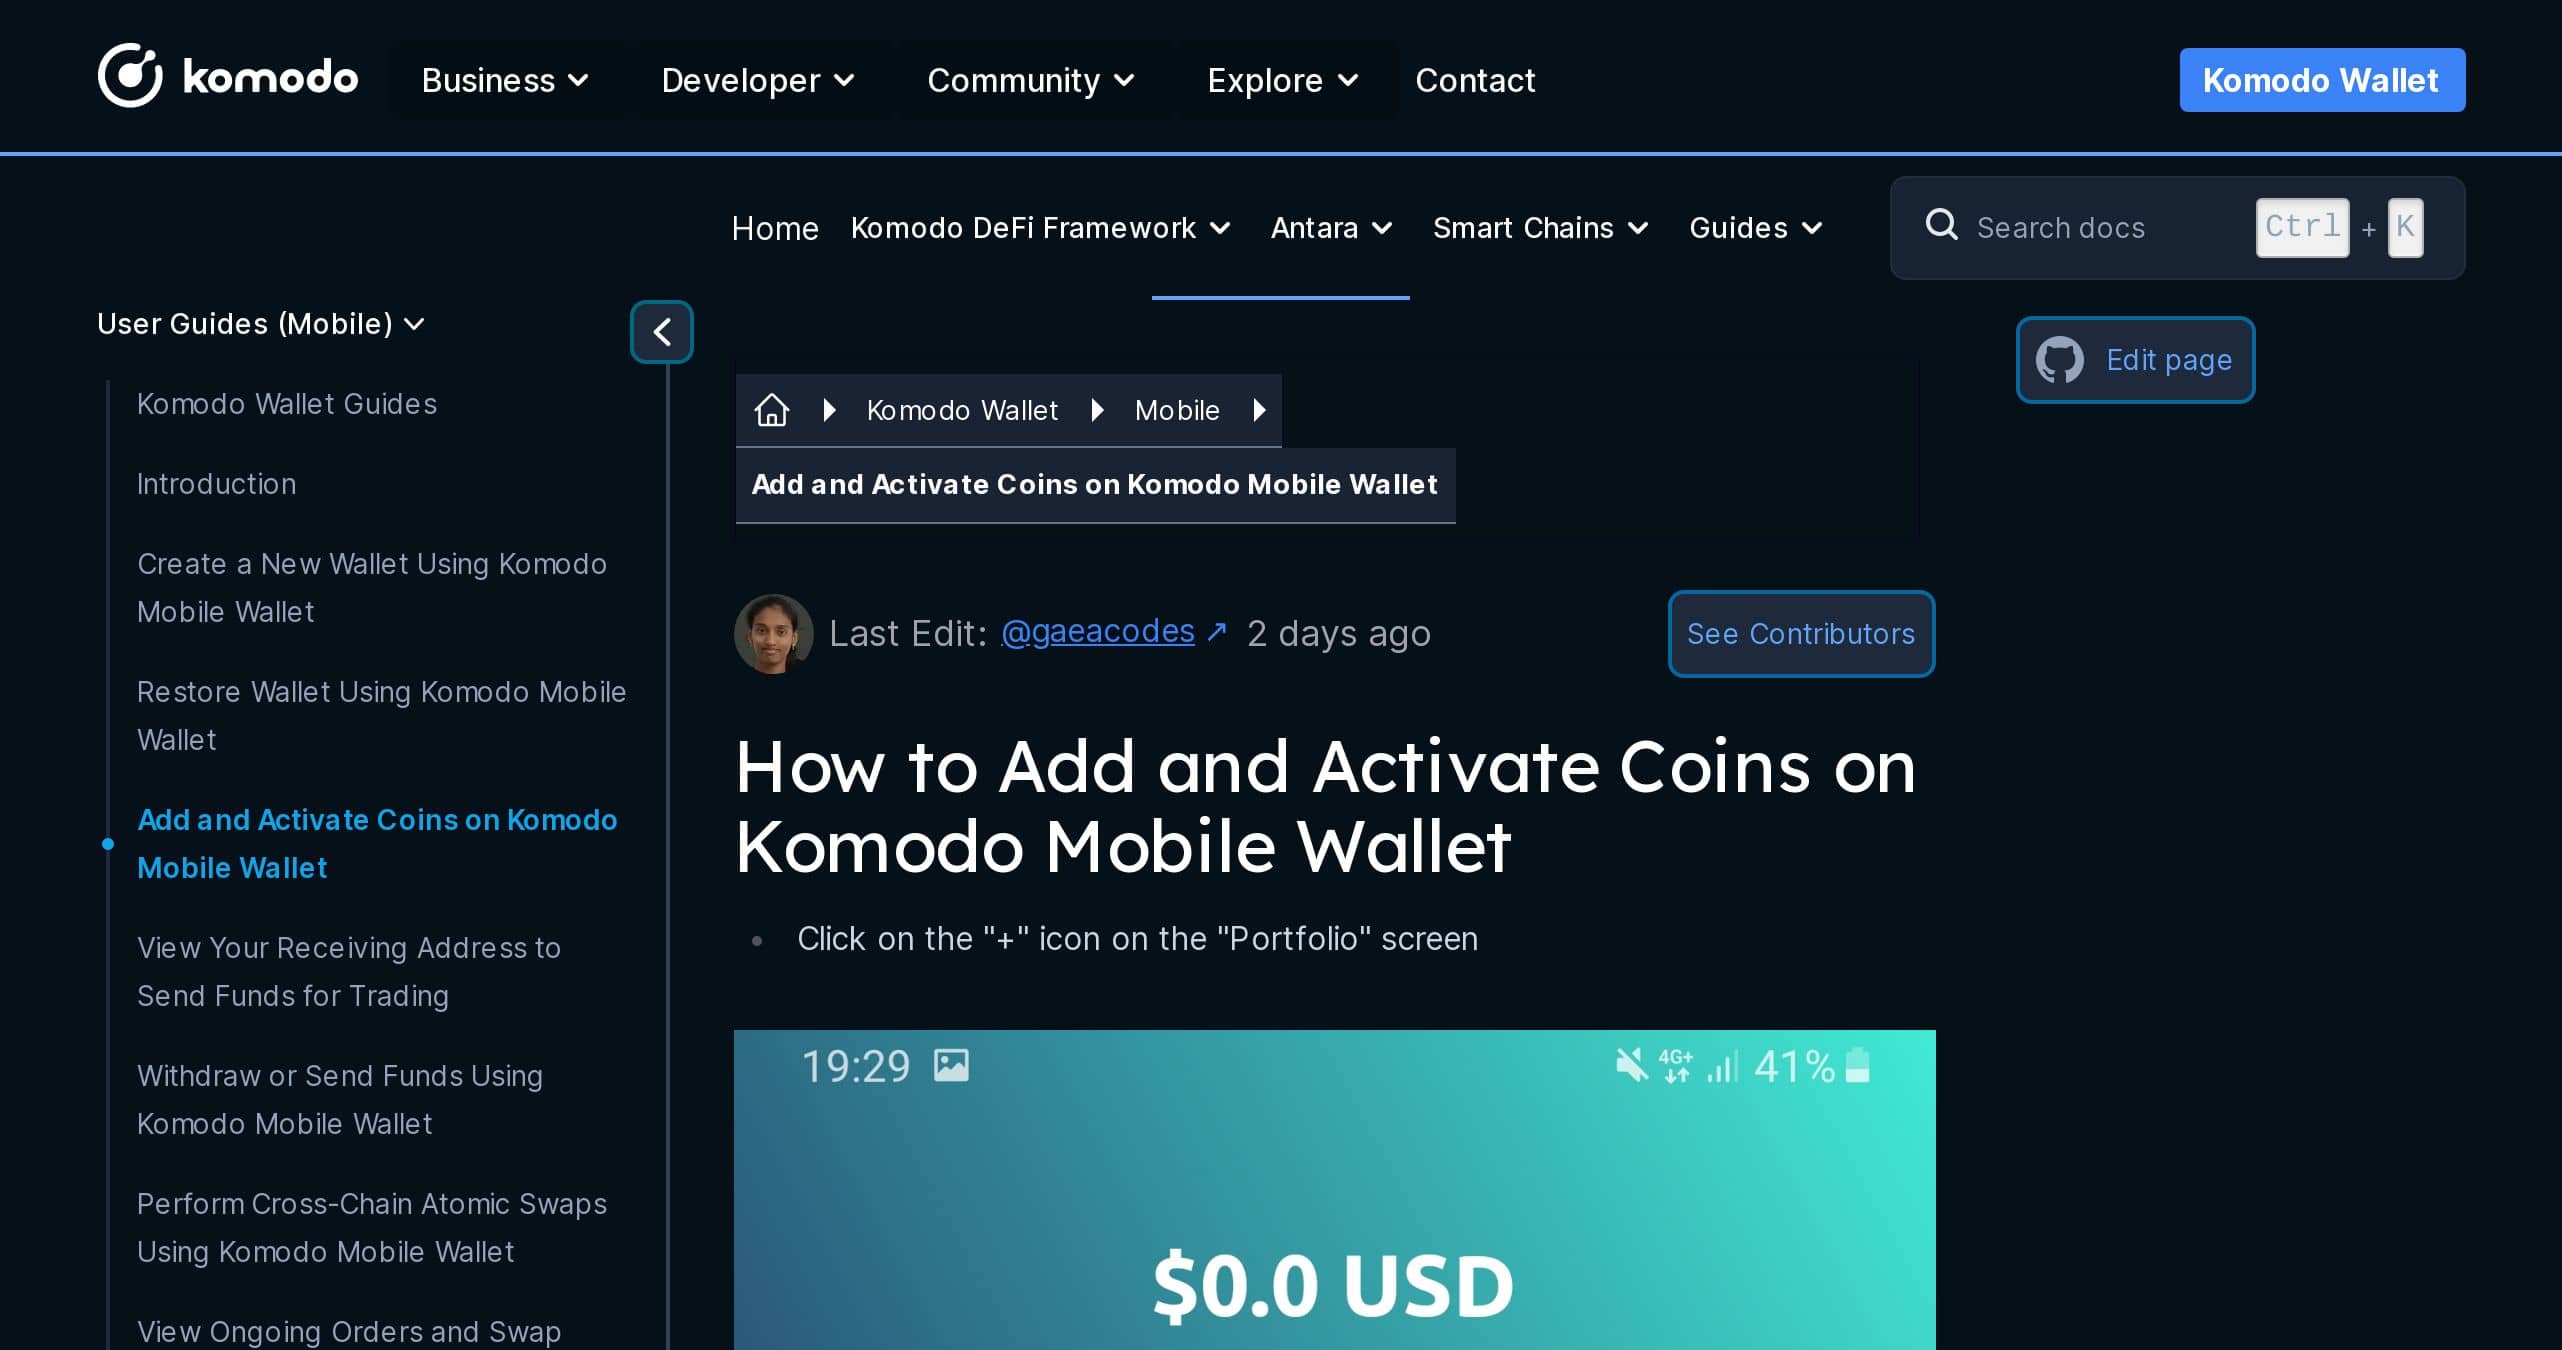 komodo Business Developer Community Explore Contact Komodo Wallet
Home Komodo DeFi Framework Antara Smart Chains Guides Search docs Ctrl + K
User Guides (Mobile)
Edit page
Komodo Wallet Guides
Introduction
Create a New Wallet Using Komodo
Mobile Wallet
Restore Wallet Using Komodo Mobile
Wallet
Add and Activate Coins on Komodo
Mobile Wallet
View Your Receiving Address to
Send Funds for Trading
Withdraw or Send Funds Using
Komodo Mobile Wallet
Perform Cross-Chain Atomic Swaps
Using Komodo Mobile Wallet
View Ongoing Orders and Swap
Komodo Wallet Mobile
Add and Activate Coins on Komodo Mobile Wallet
Last Edit: @gaeacodes ↗ 2 days ago
See Contributors
How to Add and Activate Coins on
Komodo Mobile Wallet
• Click on the "+" icon on the "Portfolio" screen
19:29 4G+ 41%
$0.0 USD